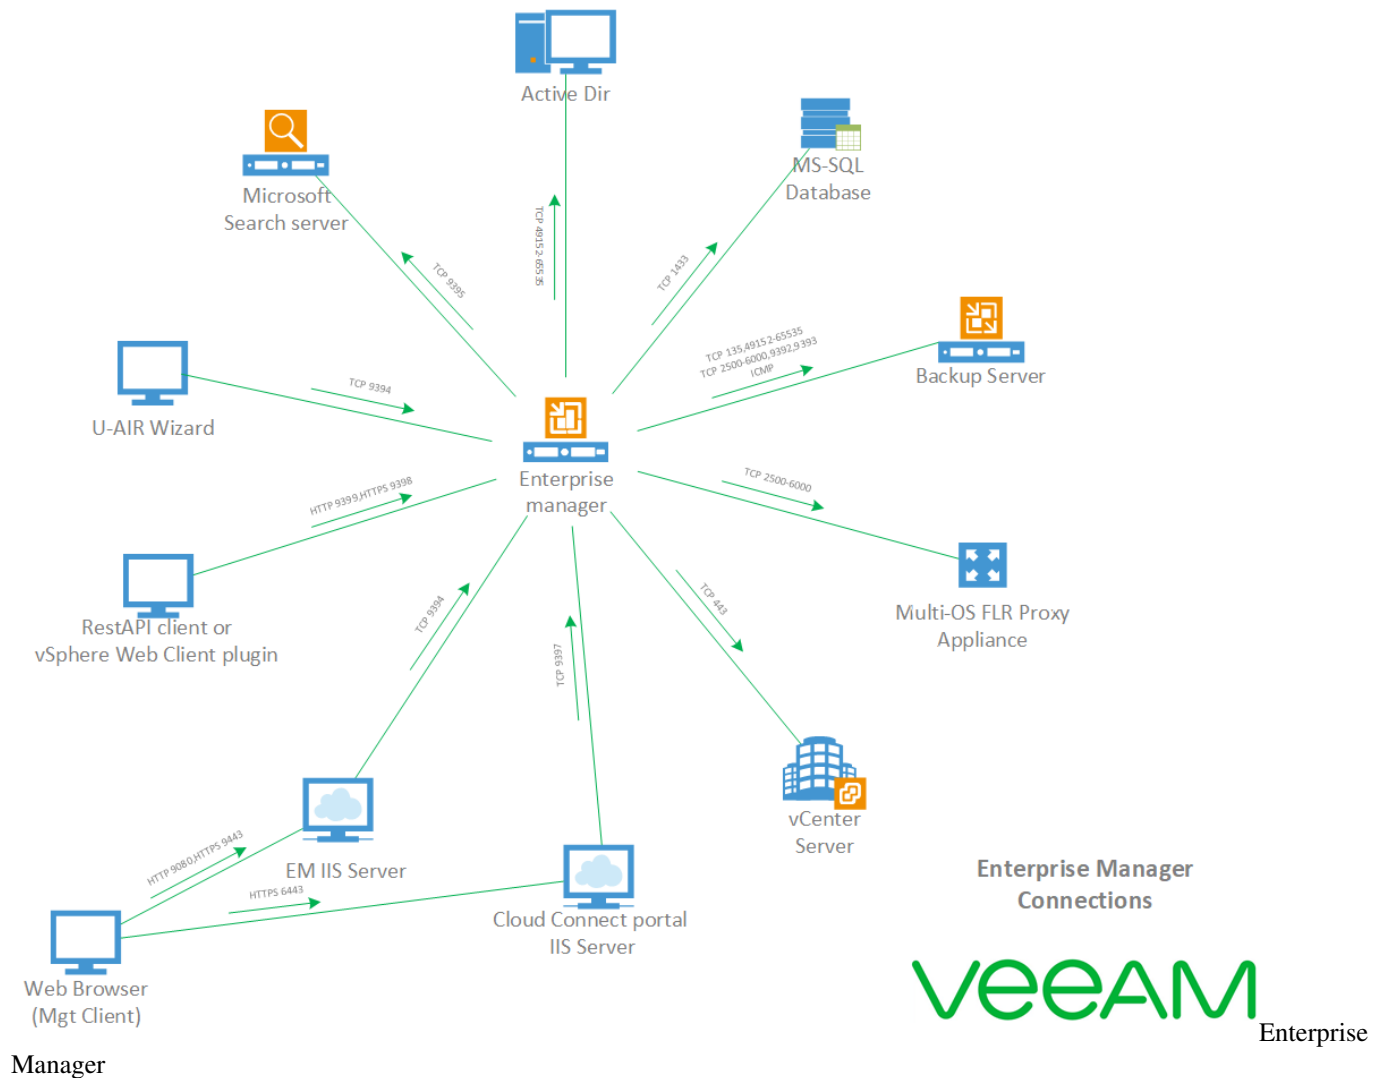 Active Dir
MS-SQL
Database
Microsoft
Search server
TCP 49152-65535
TCP 9395
TCP 1433
TCP 135,49152-65535
TCP 2500-6000,9392,9393
ICMP
Backup Server
U-AIR Wizard
TCP 9394
Enterprise
manager
HTTP 9399,HTTPS 9398
TCP 2500-6000
RestAPI client or
vSphere Web Client plugin
Multi-OS FLR Proxy
Appliance
TCP 9394
TCP 9397
TCP 443
vCenter
Server
EM IIS Server
HTTP 9080,HTTPS 9443
HTTPS 6443
Cloud Connect portal
IIS Server
Web Browser
(Mgt Client)
Enterprise Manager
Connections
veeAM
Enterprise
Manager